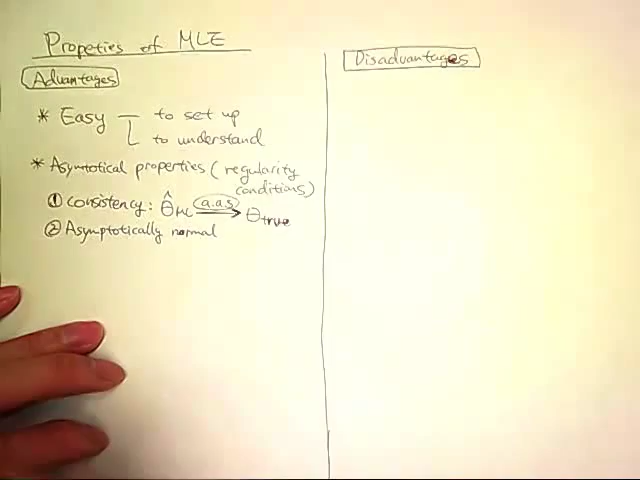 Propeties of MLE
Advantages
* Easy — to set up
to understand
* Asymtotical properties ( regularity
conditions )
① consistency : θ̂ML a.a.s → θtrue
② Asymptotically normal
Disadvantages